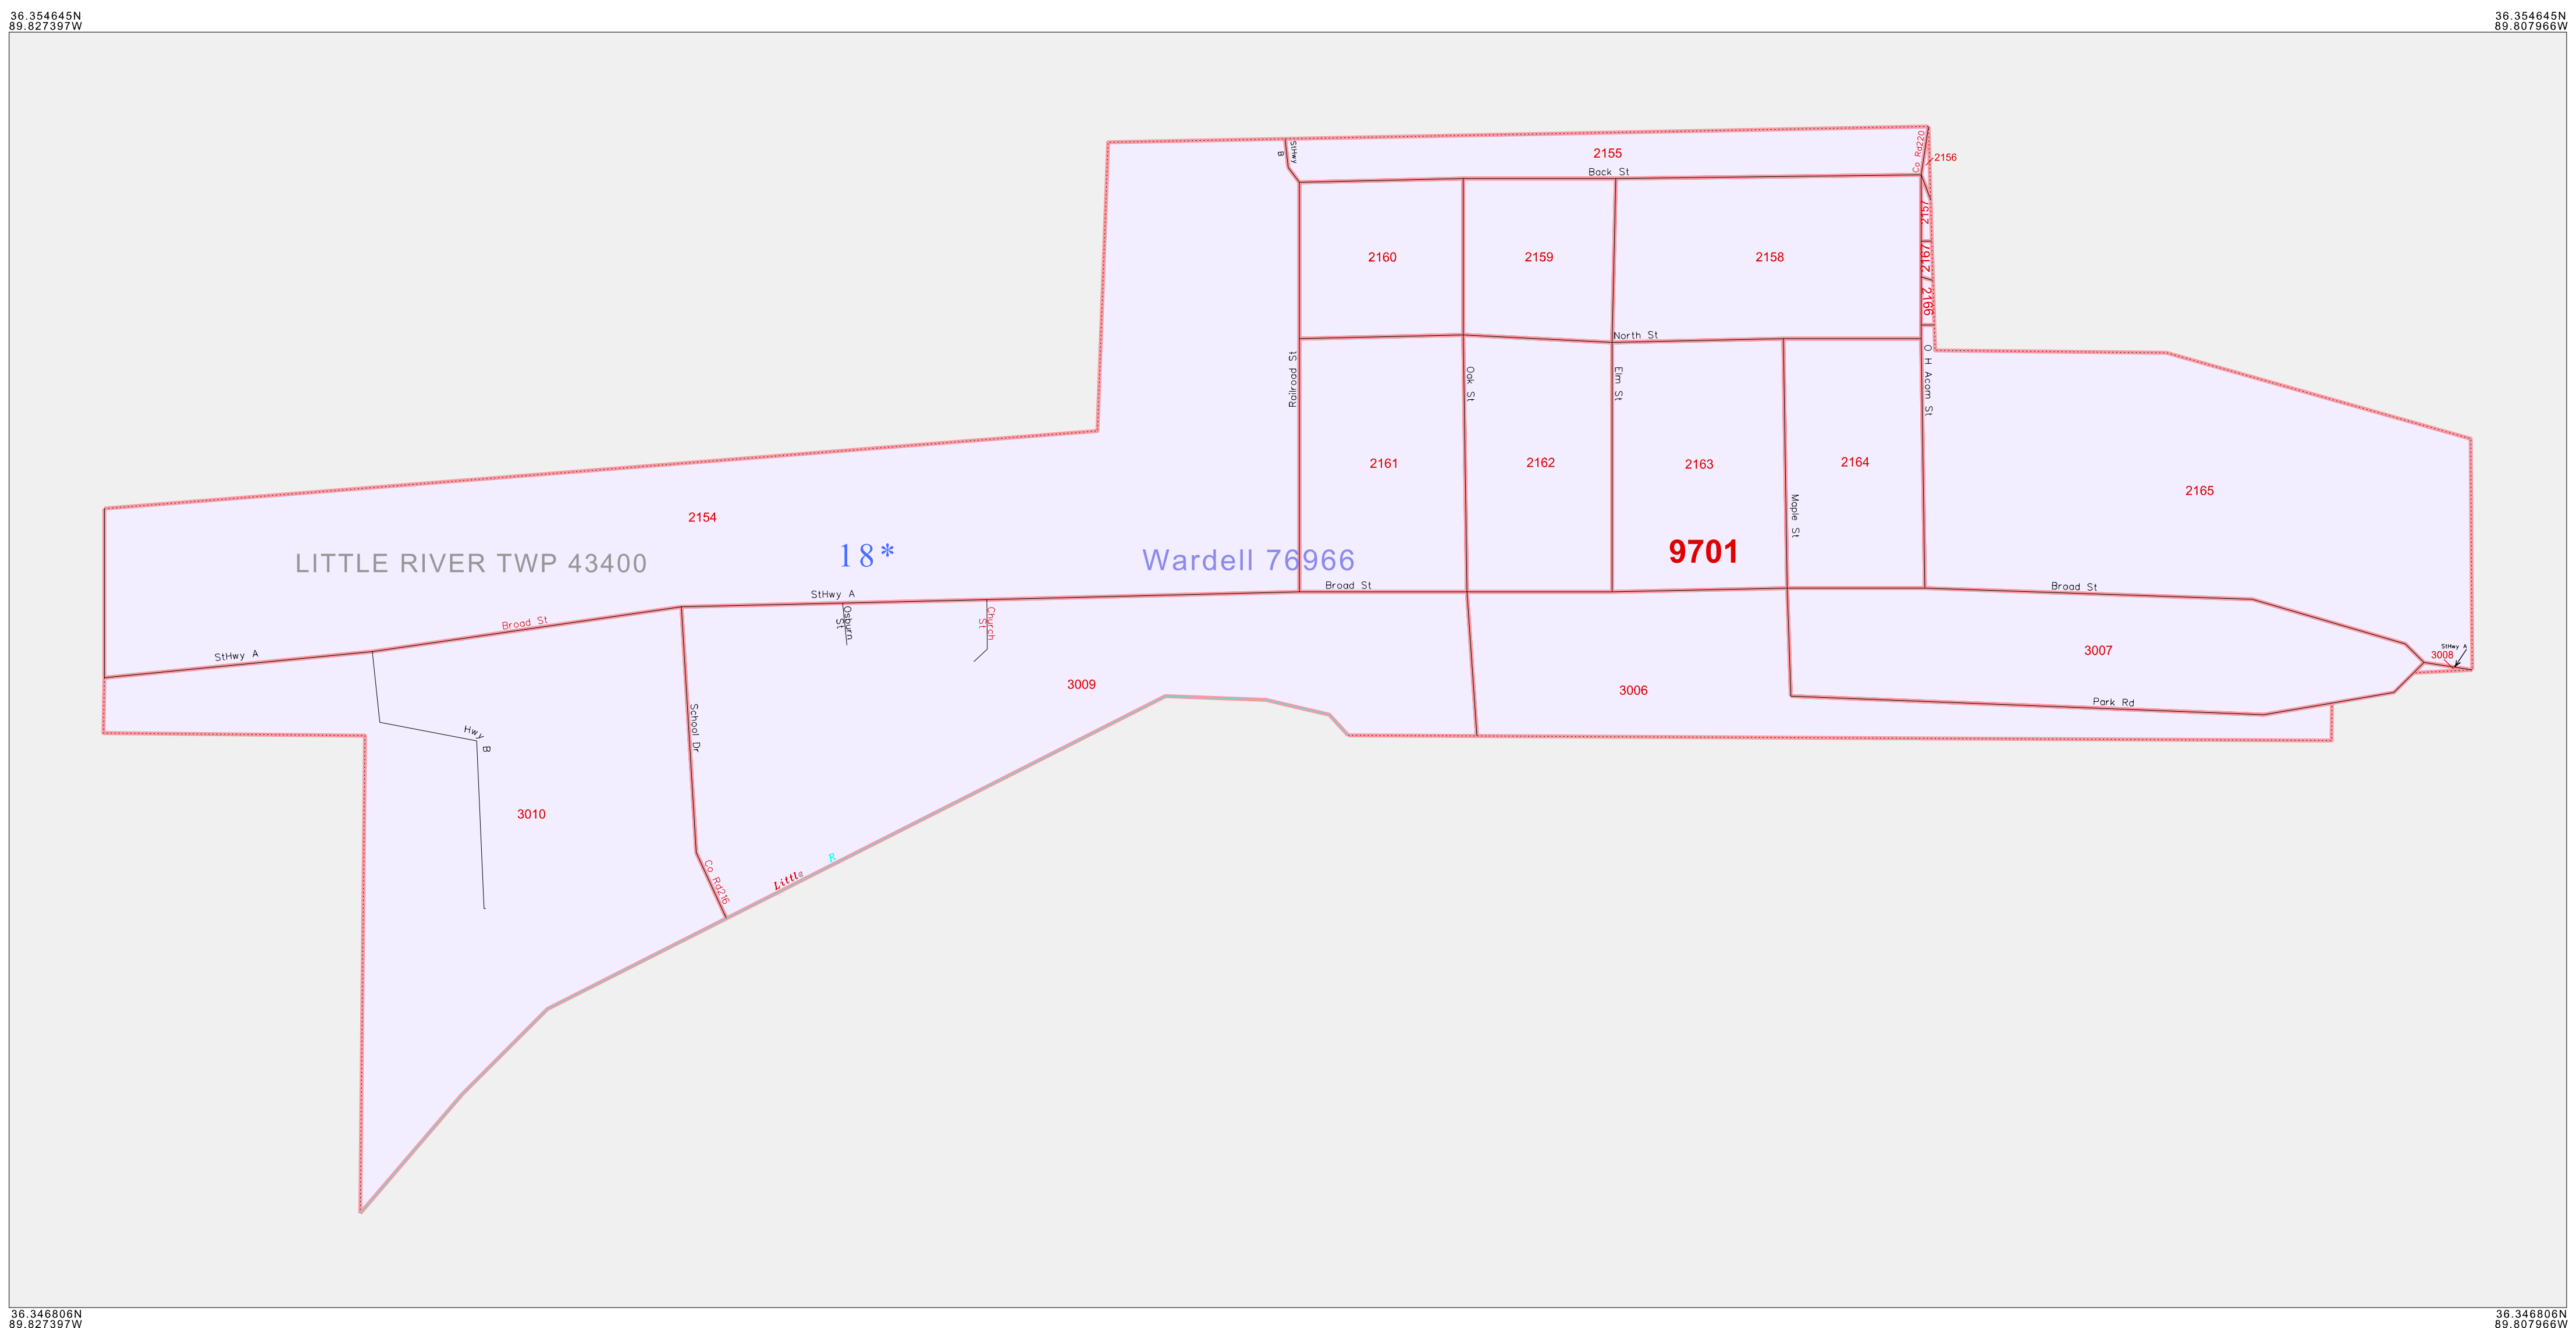 36.354645N
89.827397W
36.354645N
89.807966W
StHwy
B
2155
Co Rd220
2156
Back St
2157
2160
2159
2158
2167
2166
North St
Railroad St
Oak St
Elm St
O H Acorn St
2161
2162
2163
2164
2165
Maple St
2154
LITTLE RIVER TWP 43400
18*
Wardell 76966
9701
Broad St
Broad St
StHwy A
Osburn
St
Church
St
Broad St
StHwy A
StHwy A
3008
3007
3009
3006
Park Rd
School Dr
Hwy
B
3010
Co Rd216
Little
R
36.346806N
89.827397W
36.346806N
89.807966W